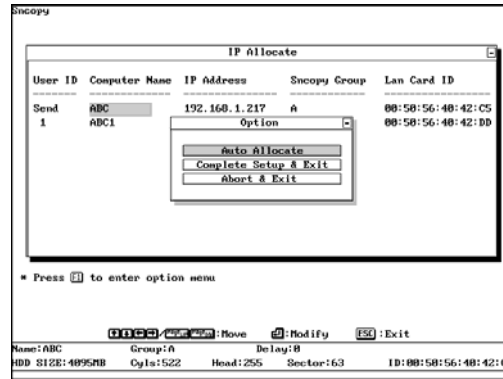 Sncopy
IP Allocate
User ID Computer Name IP Address Sncopy Group Lan Card ID
Send ABC 192.168.1.217 A 00:50:56:40:42:C5
1 ABC1 00:50:56:40:42:DD
Option
Auto Allocate
Complete Setup & Exit
Abort & Exit
* Press F1 to enter option menu
:Move :Modify ESC :Exit
Name:ABC Group:A Delay:0
HDD SIZE:4095MB Cyls:522 Head:255 Sector:63 ID:00:50:56:40:42: